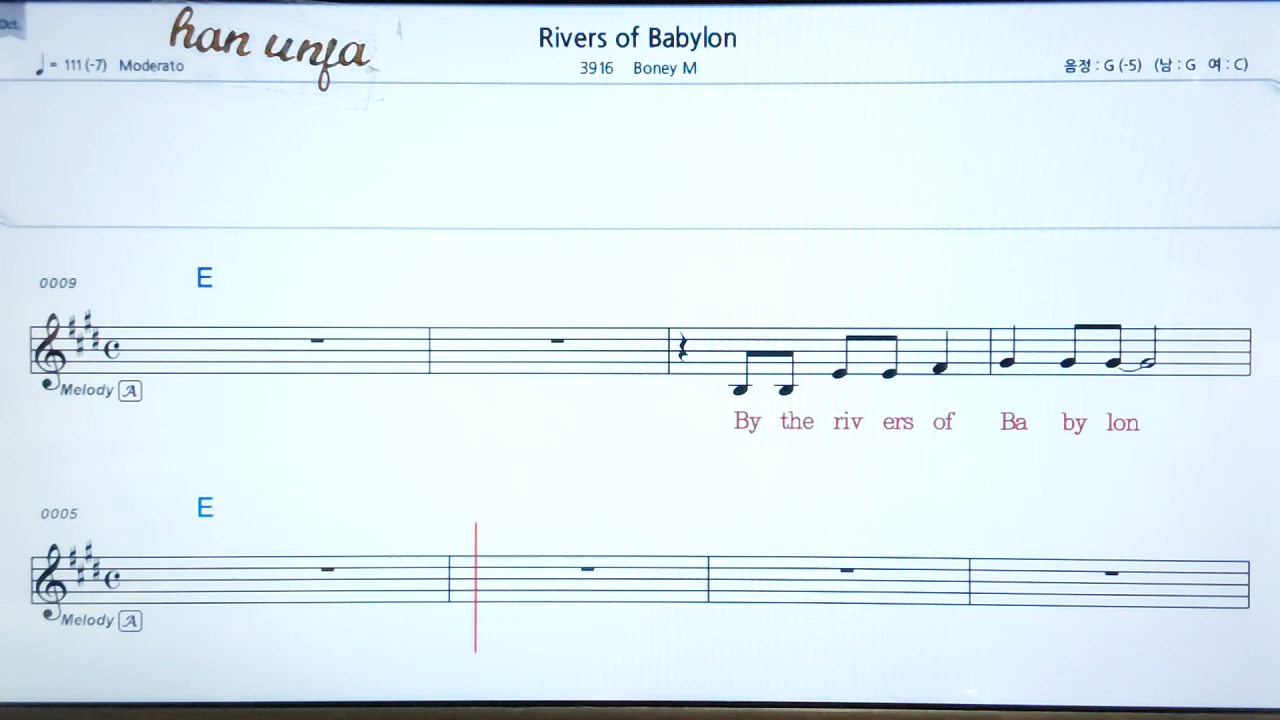 Oct.
han unfa
Rivers of Babylon
♩ = 111 (-7) Moderato
3916 Boney M
음정 : G (-5) (남 : G 여 : C)
0009
E
Melody A
By the riv ers of Ba by lon
0005
E
Melody A